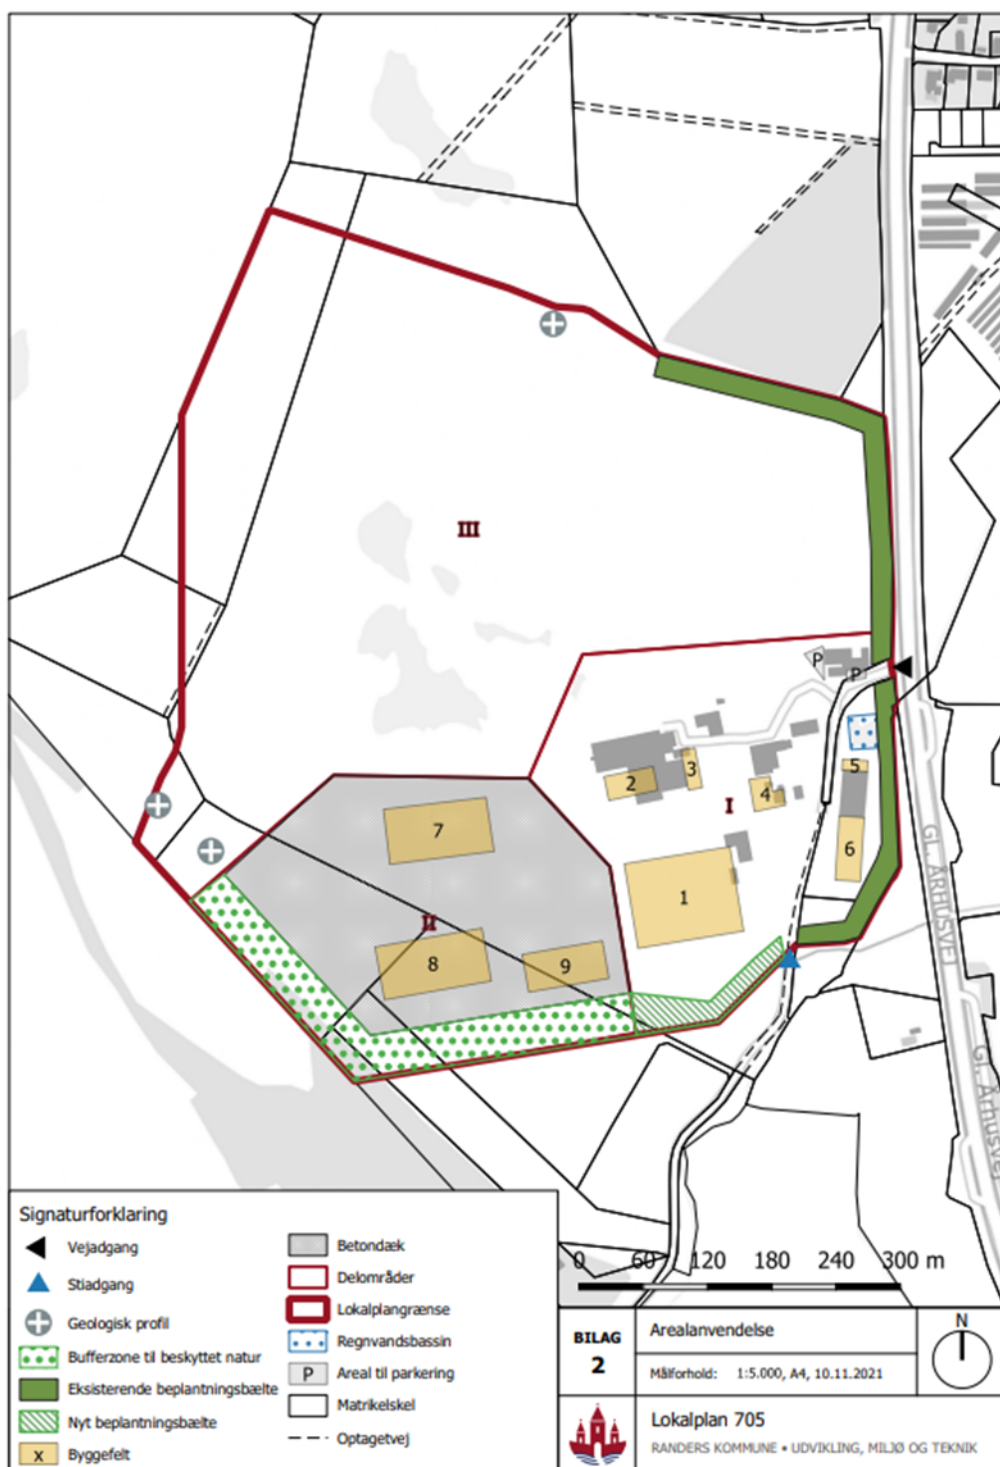 III
P
P
I
II
1
2
3
4
5
6
7
8
9
GL. ÅRHUSVEJ
GL. Århusvej
Signaturforklaring
Vejadgang
Stiadgang
Geologisk profil
Bufferzone til beskyttet natur
Eksisterende beplantningsbælte
Nyt beplantningsbælte
x Byggefelt
Betondæk
Delområder
Lokalplangrænse
Regnvandsbassin
P Areal til parkering
Matrikelskel
Optagetvej
0 60 120 180 240 300 m
BILAG
2
Arealanvendelse
Målforhold: 1:5.000, A4, 10.11.2021
N
Lokalplan 705
RANDERS KOMMUNE • UDVIKLING, MILJØ OG TEKNIK